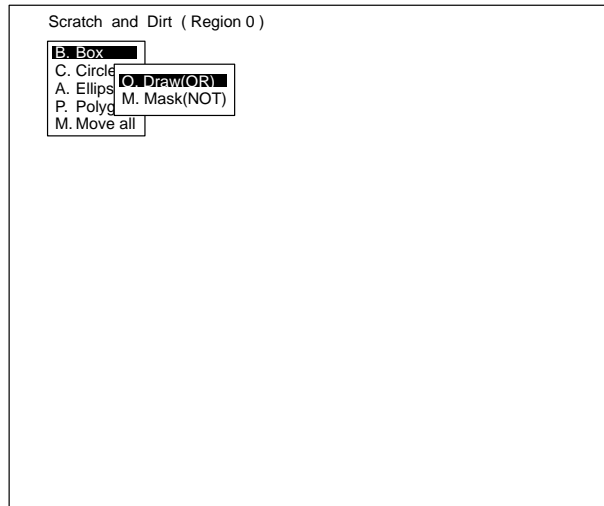 Scratch and Dirt ( Region 0 )
B. Box
C. Circle
A. Ellips
P. Polyg
M. Move all
O. Draw(OR)
M. Mask(NOT)